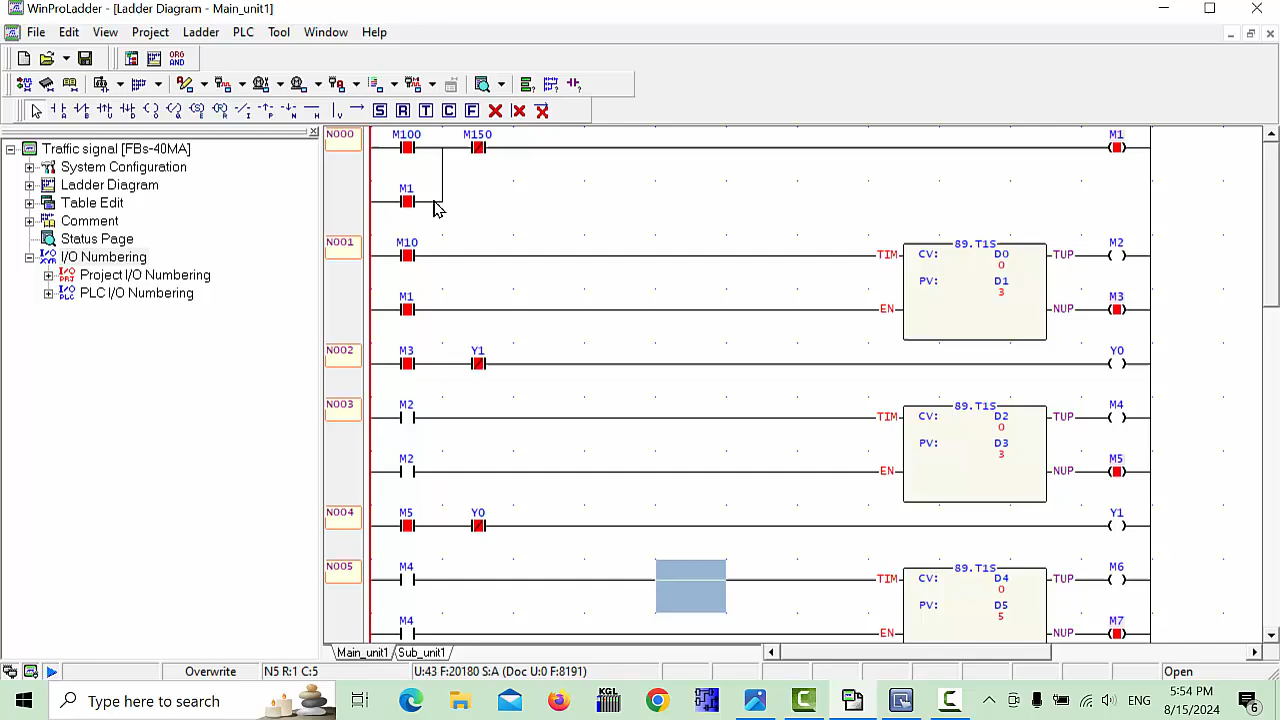 WinProLadder - [Ladder Diagram - Main_unit1]
File Edit View Project Ladder PLC Tool Window Help
ORG AND
A B U D O Q S R I P N H V S R T C F
Traffic signal [FBs-40MA]
System Configuration
Ladder Diagram
Table Edit
Comment
Status Page
I/O Numbering
Project I/O Numbering
PLC I/O Numbering
N000 M100 M150 M1
M1
N001 M10 89.T1S M2
TIM CV: D0 TUP
0
M1 PV: D1 M3
3
EN NUP
N002 M3 Y1 Y0
N003 M2 89.T1S M4
TIM CV: D2 TUP
0
M2 PV: D3 M5
3
EN NUP
N004 M5 Y0 Y1
N005 M4 89.T1S M6
TIM CV: D4 TUP
0
M4 PV: D5 M7
5
EN NUP
Main_unit1 Sub_unit1
Overwrite N5 R:1 C:5 U:43 F:20180 S:A (Doc U:0 F:8191) Open
Type here to search KGL ENG 5:54 PM
8/15/2024 6